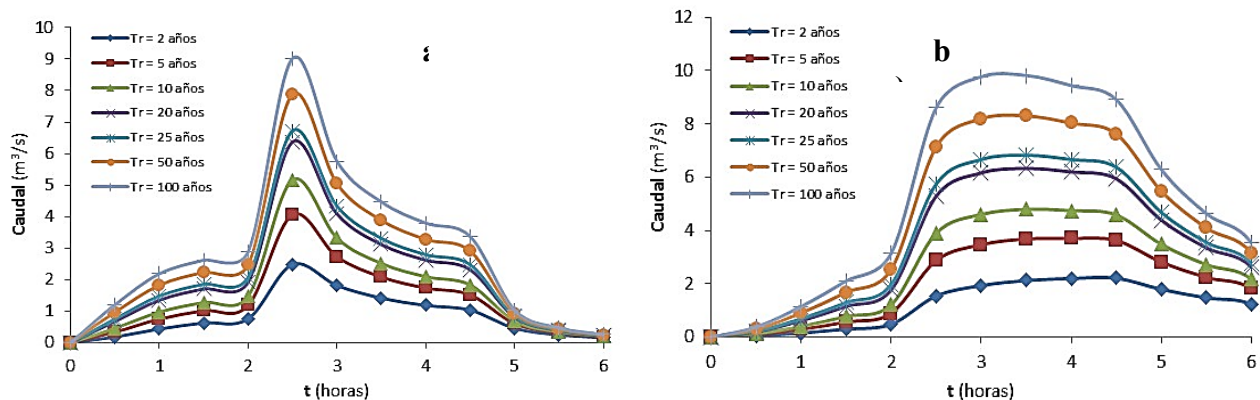 10
9
8
7
6
5
4
3
2
1
0
Caudal (m³/s)
Tr = 2 años
Tr = 5 años
Tr = 10 años
Tr = 20 años
Tr = 25 años
Tr = 50 años
Tr = 100 años
0 1 2 3 4 5 6
t (horas)
b
12
10
8
6
4
2
0
Caudal (m³/s)
Tr = 2 años
Tr = 5 años
Tr = 10 años
Tr = 20 años
Tr = 25 años
Tr = 50 años
Tr = 100 años
0 1 2 3 4 5 6
t (horas)